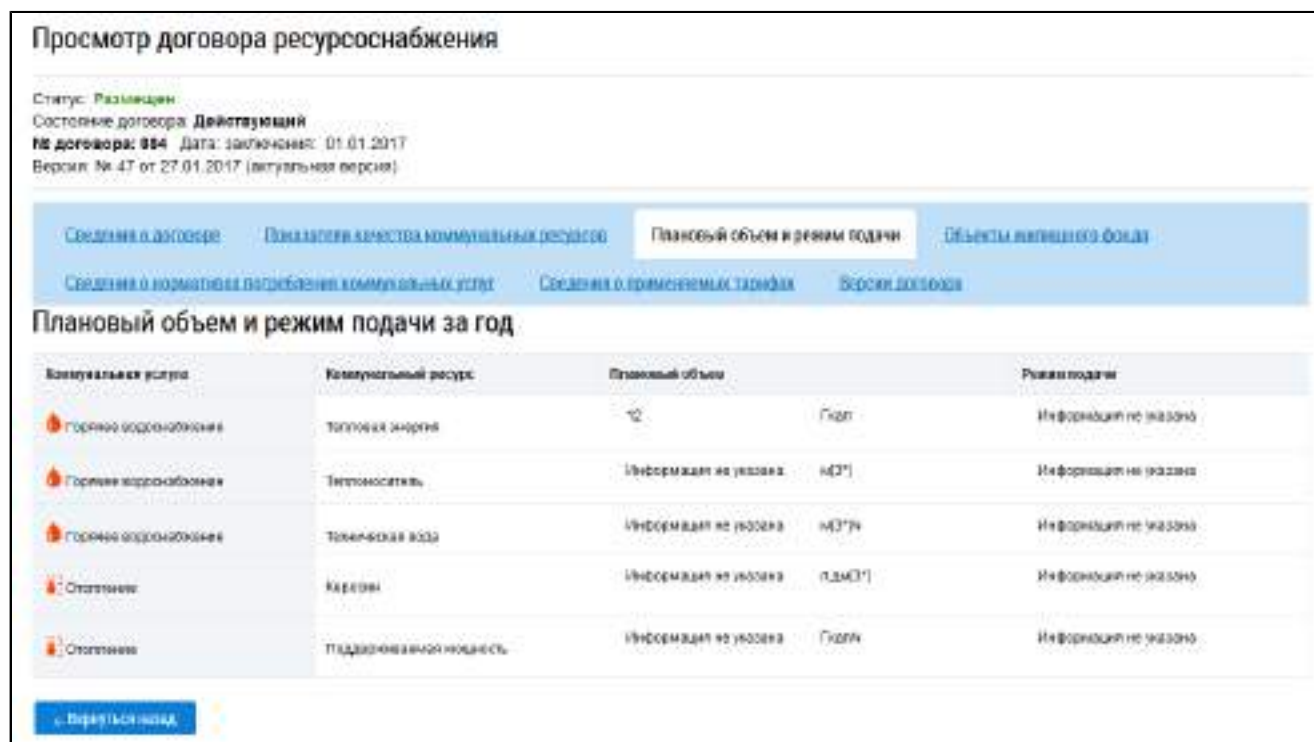 Просмотр договора ресурсоснабжения
Статус: Размещен
Состояние договора: Действующий
№ договора: 884 Дата: заключения: 01.01.2017
Версия: № 47 от 27.01.2017 (актуальная версия)
Сведения о договоре Показатели качества коммунальных ресурсов Плановый объем и режим подачи Объекты жилищного фонда
Сведения о нормативах потребления коммунальных услуг Сведения о применяемых тарифах Версии договора
Плановый объем и режим подачи за год
Коммунальная услуга Коммунальный ресурс Плановый объем Режим подачи
Горячее водоснабжение Тепловая энергия 12 Гкал Информация не указана
Горячее водоснабжение Теплоноситель Информация не указана м[3*] Информация не указана
Горячее водоснабжение Техническая вода Информация не указана м[3*]/ч Информация не указана
Отопление Керосин Информация не указана л;дм[3*] Информация не указана
Отопление Поддерживаемая мощность Информация не указана Гкал/ч Информация не указана
Вернуться назад